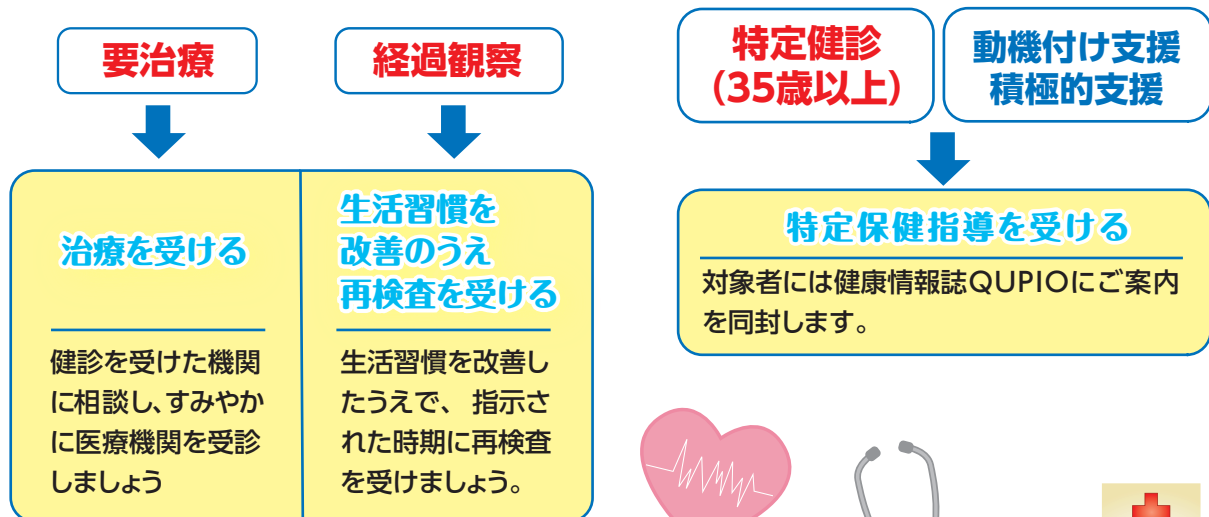 要治療
治療を受ける
健診を受けた機関
に相談し、すみやか
に医療機関を受診
しましょう
経過観察
生活習慣を
改善のうえ
再検査を受ける
生活習慣を改善し
たうえで、 指示さ
れた時期に再検査
を受けましょう。
特定健診
(35歳以上)
動機付け支援
積極的支援
特定保健指導を受ける
対象者には健康情報誌QUPIOにご案内
を同封します。